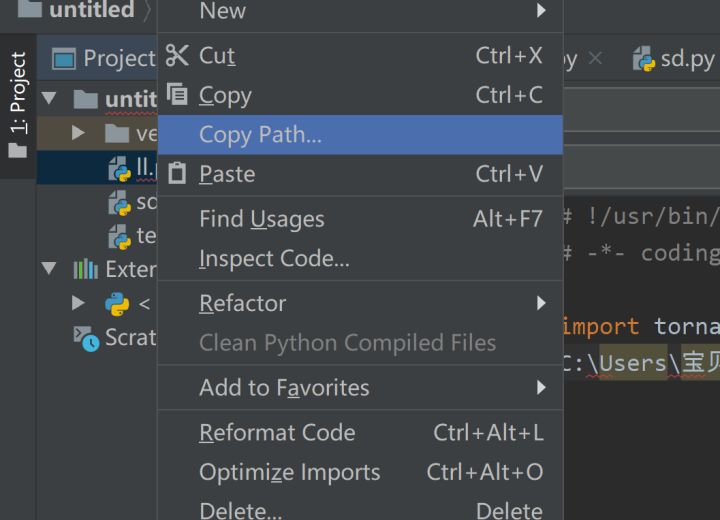 untitled
1: Project
Project
untit
ve
ll.p
sd
te
Exter
<
Scrat
New
Cut Ctrl+X
Copy Ctrl+C
Copy Path...
Paste Ctrl+V
Find Usages Alt+F7
Inspect Code...
Refactor
Clean Python Compiled Files
Add to Favorites
Reformat Code Ctrl+Alt+L
Optimize Imports Ctrl+Alt+O
Delete... Delete
py
sd.py
# !/usr/bin/
# -*- coding
import torna
C:\Users\宝贝